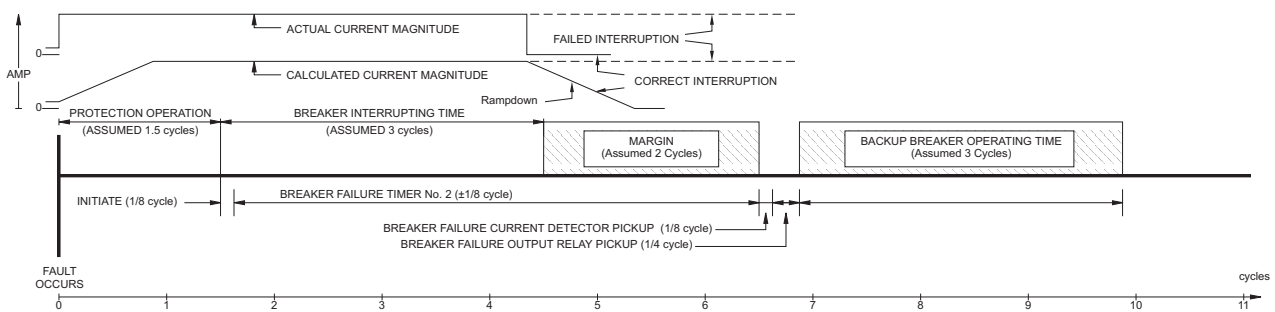 ACTUAL CURRENT MAGNITUDE
FAILED INTERRUPTION
0
AMP
CALCULATED CURRENT MAGNITUDE
CORRECT INTERRUPTION
Rampdown
0
PROTECTION OPERATION
(ASSUMED 1.5 cycles)
BREAKER INTERRUPTING TIME
(ASSUMED 3 cycles)
MARGIN
(Assumed 2 Cycles)
BACKUP BREAKER OPERATING TIME
(Assumed 3 Cycles)
INITIATE (1/8 cycle)
BREAKER FAILURE TIMER No. 2 (±1/8 cycle)
BREAKER FAILURE CURRENT DETECTOR PICKUP (1/8 cycle)
BREAKER FAILURE OUTPUT RELAY PICKUP (1/4 cycle)
FAULT
OCCURS
cycles
0 1 2 3 4 5 6 7 8 9 10 11